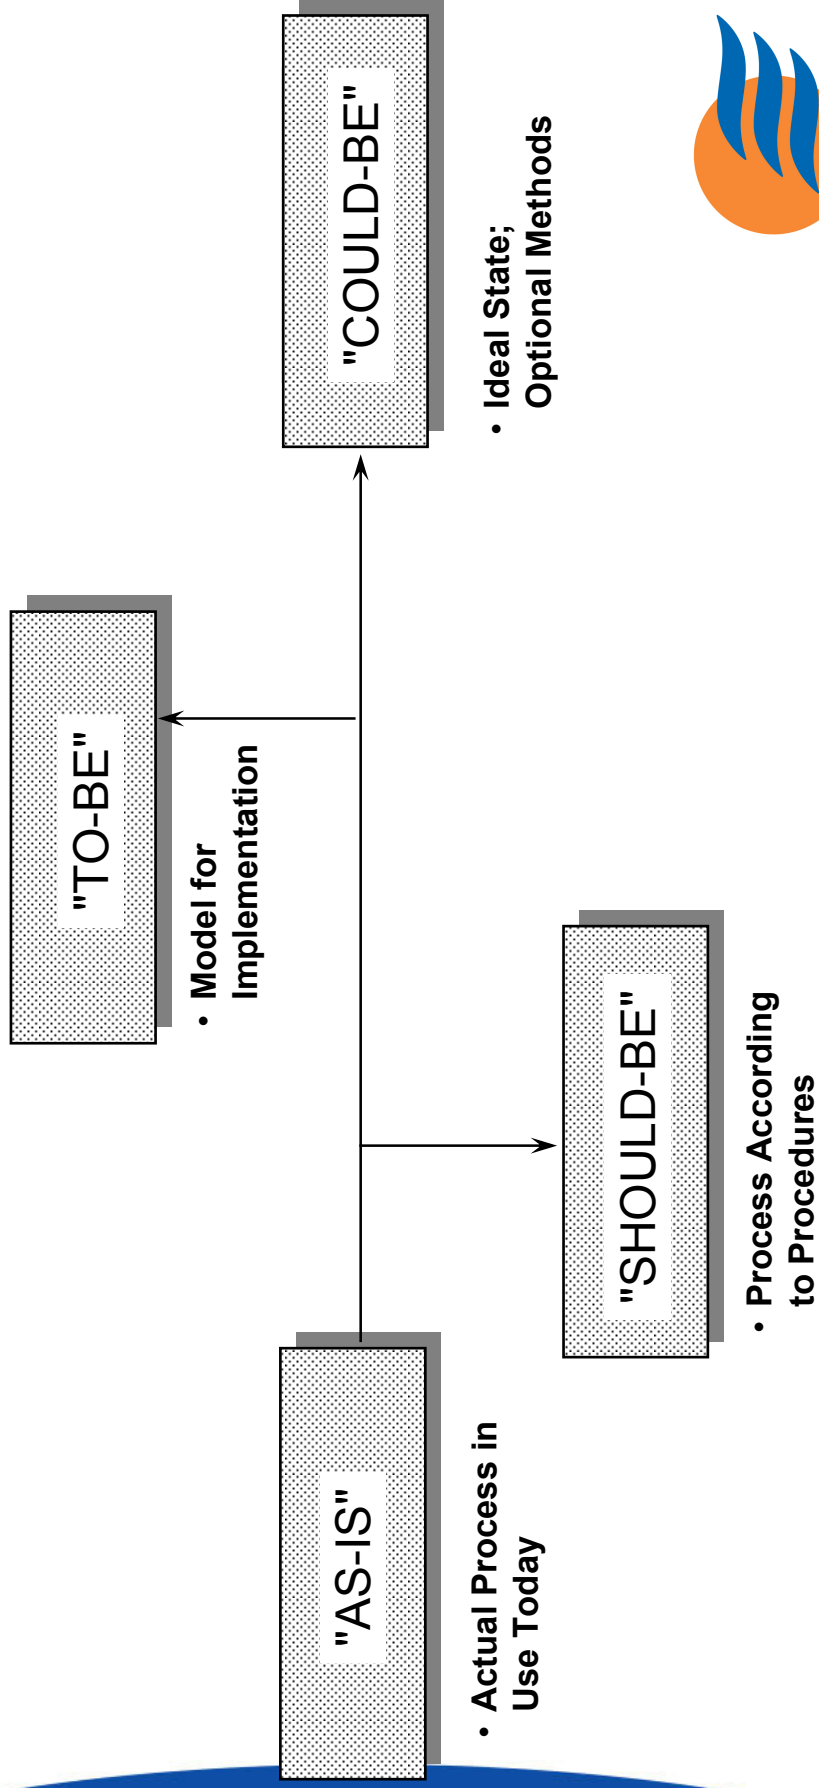 "TO-BE"
• Model for
Implementation
"AS-IS"
• Actual Process in
Use Today
"COULD-BE"
• Ideal State;
Optional Methods
"SHOULD-BE"
• Process According
to Procedures